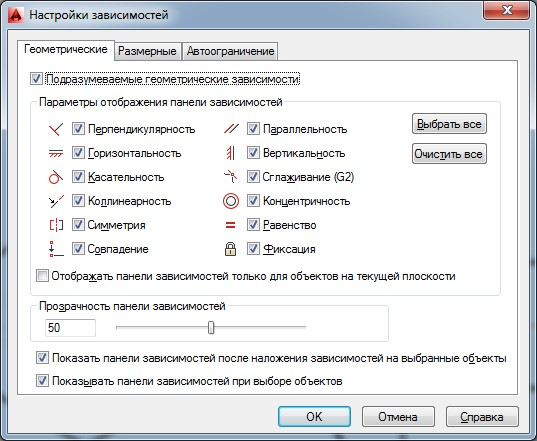 Настройки зависимостей
Геометрические Размерные Автоограничение
Подразумеваемые геометрические зависимости
Параметры отображения панели зависимостей
Перпендикулярность Параллельность Выбрать все
Горизонтальность Вертикальность Очистить все
Касательность Сглаживание (G2)
Коллинеарность Концентричность
Симметрия Равенство
Совпадение Фиксация
Отображать панели зависимостей только для объектов на текущей плоскости
Прозрачность панели зависимостей
50
Показать панели зависимостей после наложения зависимостей на выбранные объекты
Показывать панели зависимостей при выборе объектов
OK Отмена Справка